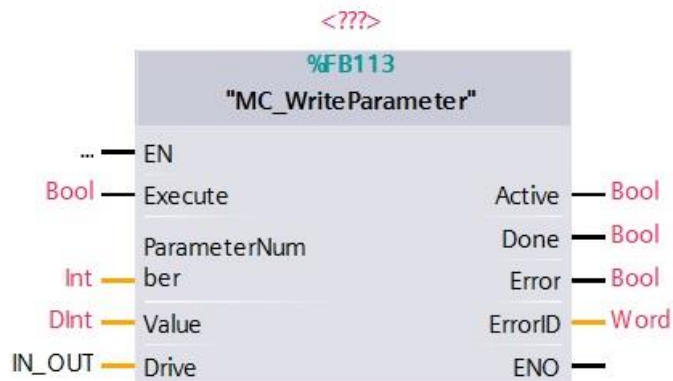 <???>
%FB113
"MC_WriteParameter"
... EN
Bool Execute Active Bool
ParameterNum Done Bool
Int ber Error Bool
DInt Value ErrorID Word
IN_OUT Drive ENO